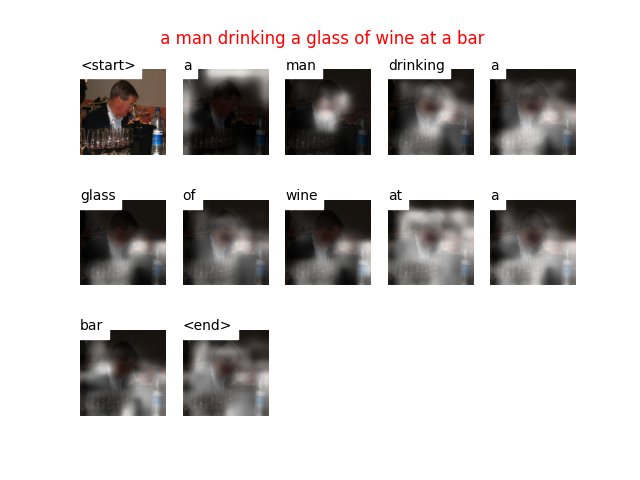 a man drinking a glass of wine at a bar
<start> a man drinking a
glass of wine at a
bar <end>